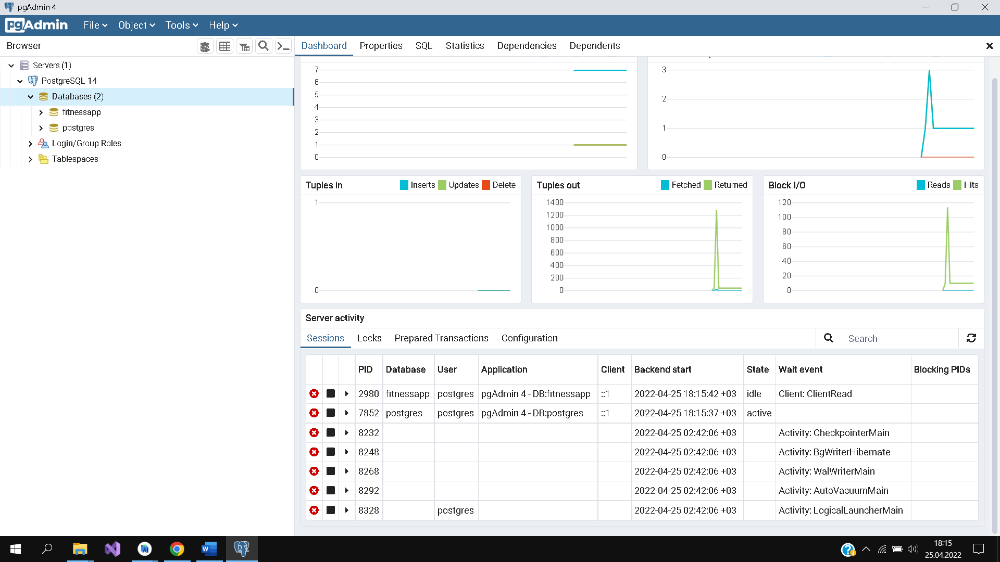 pgAdmin 4
pgAdmin File Object Tools Help
Browser
Dashboard Properties SQL Statistics Dependencies Dependents
Servers (1)
PostgreSQL 14
Databases (2)
fitnessapp
postgres
Login/Group Roles
Tablespaces
7
6
5
4
3
2
1
0
3
2
1
0
Tuples in Inserts Updates Delete
1
0
Tuples out Fetched Returned
1400
1200
1000
800
600
400
200
0
Block I/O Reads Hits
120
100
80
60
40
20
0
Server activity
Sessions Locks Prepared Transactions Configuration Search
PID Database User Application Client Backend start State Wait event Blocking PIDs
2980 fitnessapp postgres pgAdmin 4 - DB:fitnessapp ::1 2022-04-25 18:15:42 +03 idle Client: ClientRead
7852 postgres postgres pgAdmin 4 - DB:postgres ::1 2022-04-25 18:15:37 +03 active
8232 2022-04-25 02:42:06 +03 Activity: CheckpointerMain
8248 2022-04-25 02:42:06 +03 Activity: BgWriterHibernate
8268 2022-04-25 02:42:06 +03 Activity: WalWriterMain
8292 2022-04-25 02:42:06 +03 Activity: AutoVacuumMain
8328 postgres 2022-04-25 02:42:06 +03 Activity: LogicalLauncherMain
18:15
25.04.2022